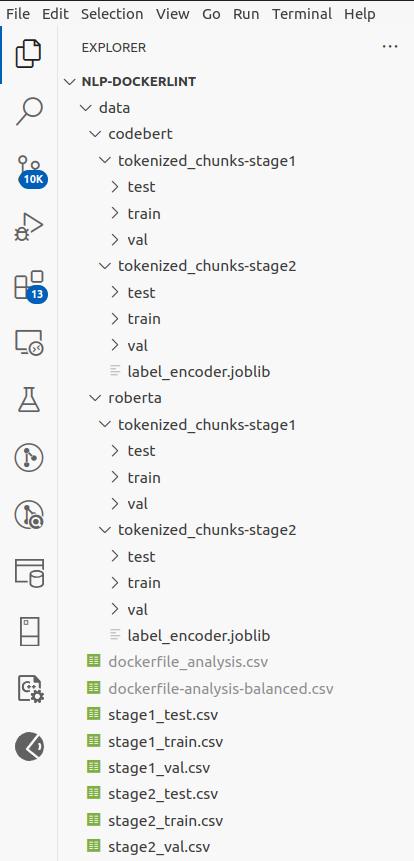 File Edit Selection View Go Run Terminal Help
EXPLORER
NLP-DOCKERLINT
data
codebert
tokenized_chunks-stage1
test
10K
train
val
tokenized_chunks-stage2
test
13
train
val
label_encoder.joblib
roberta
tokenized_chunks-stage1
test
train
val
tokenized_chunks-stage2
test
train
val
label_encoder.joblib
dockerfile_analysis.csv
dockerfile-analysis-balanced.csv
stage1_test.csv
stage1_train.csv
stage1_val.csv
stage2_test.csv
stage2_train.csv
stage2_val.csv